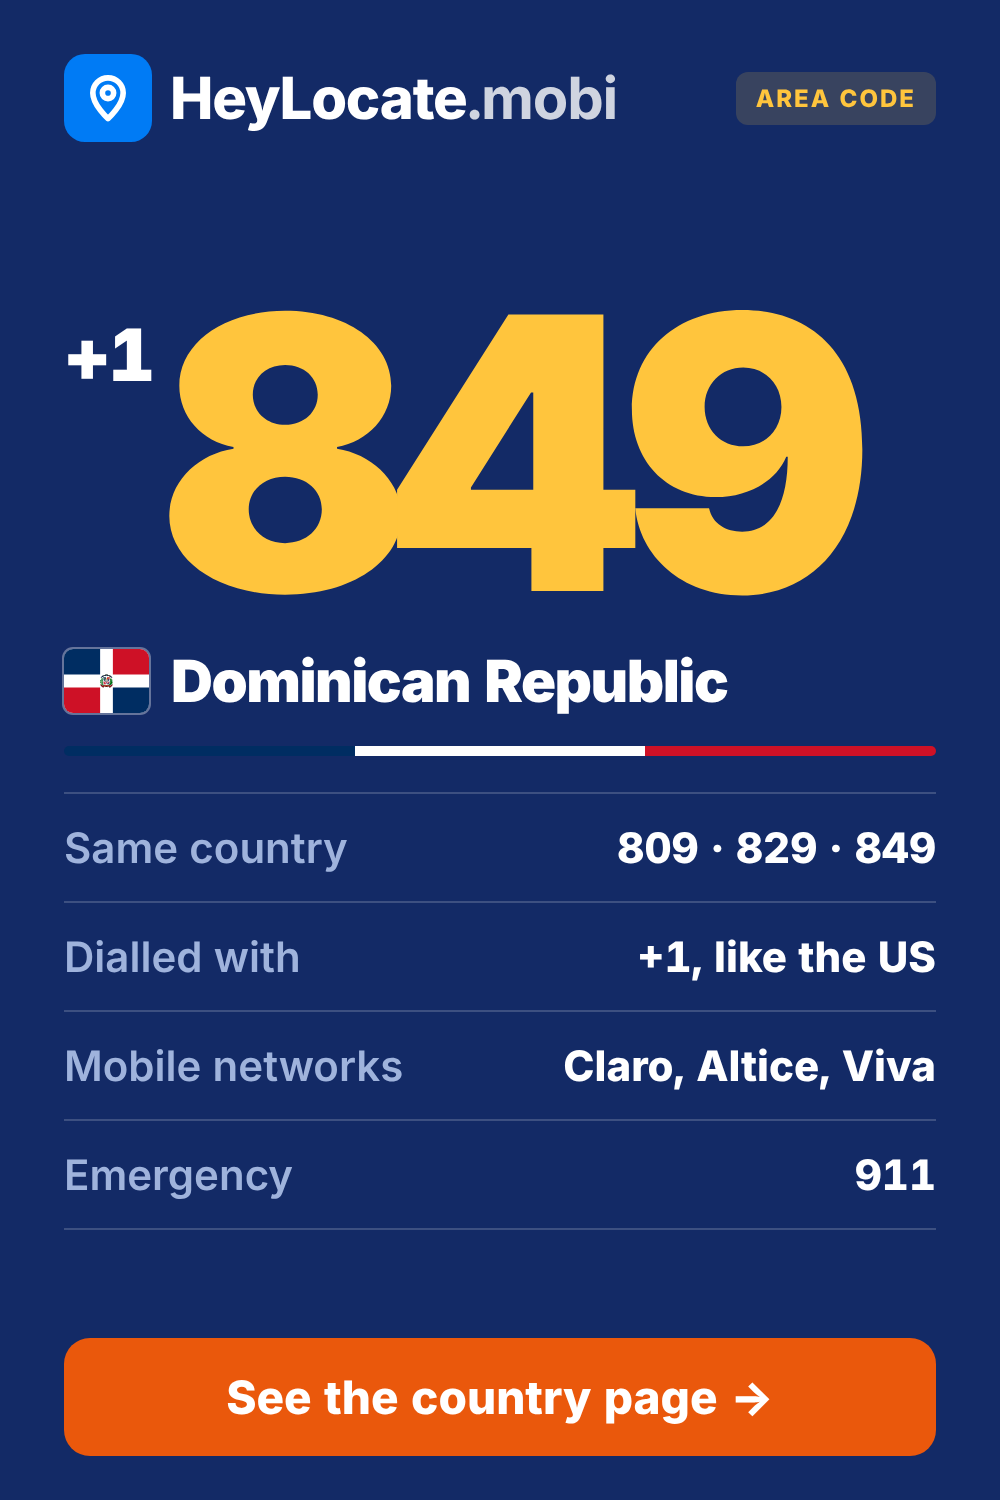 HeyLocate.mobi
AREA CODE
+1 849
Dominican Republic
Same country 809 · 829 · 849
Dialled with +1, like the US
Mobile networks Claro, Altice, Viva
Emergency 911
See the country page →